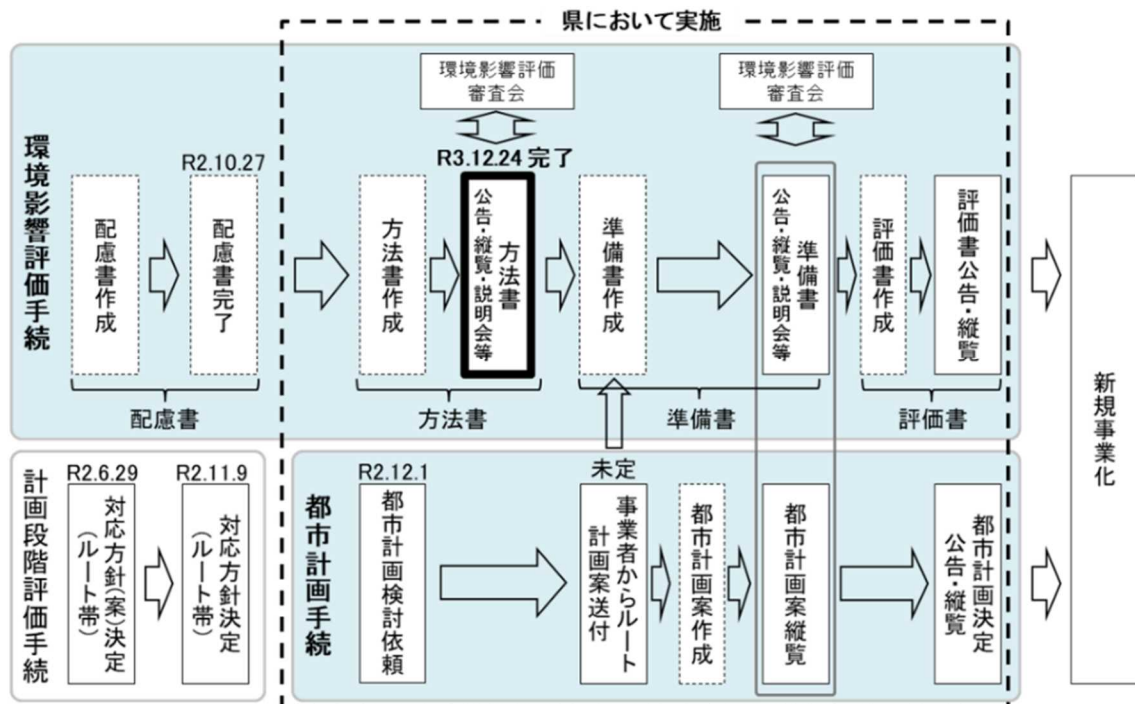 県において実施
環境影響評価手続
環境影響評価
審査会
環境影響評価
審査会
R2.10.27
R3.12.24 完了
配慮書作成
配慮書完了
方法書作成
方法書
公告・縦覧・説明会等
準備書作成
準備書
公告・縦覧・説明会等
評価書作成
評価書公告・縦覧
配慮書
方法書
準備書
評価書
新規事業化
計画段階評価手続
R2.6.29
対応方針(案)決定
(ルート帯)
R2.11.9
対応方針決定
(ルート帯)
都市計画手続
R2.12.1
都市計画検討依頼
未定
事業者からルート
計画案送付
都市計画案作成
都市計画案縦覧
都市計画決定
公告・縦覧